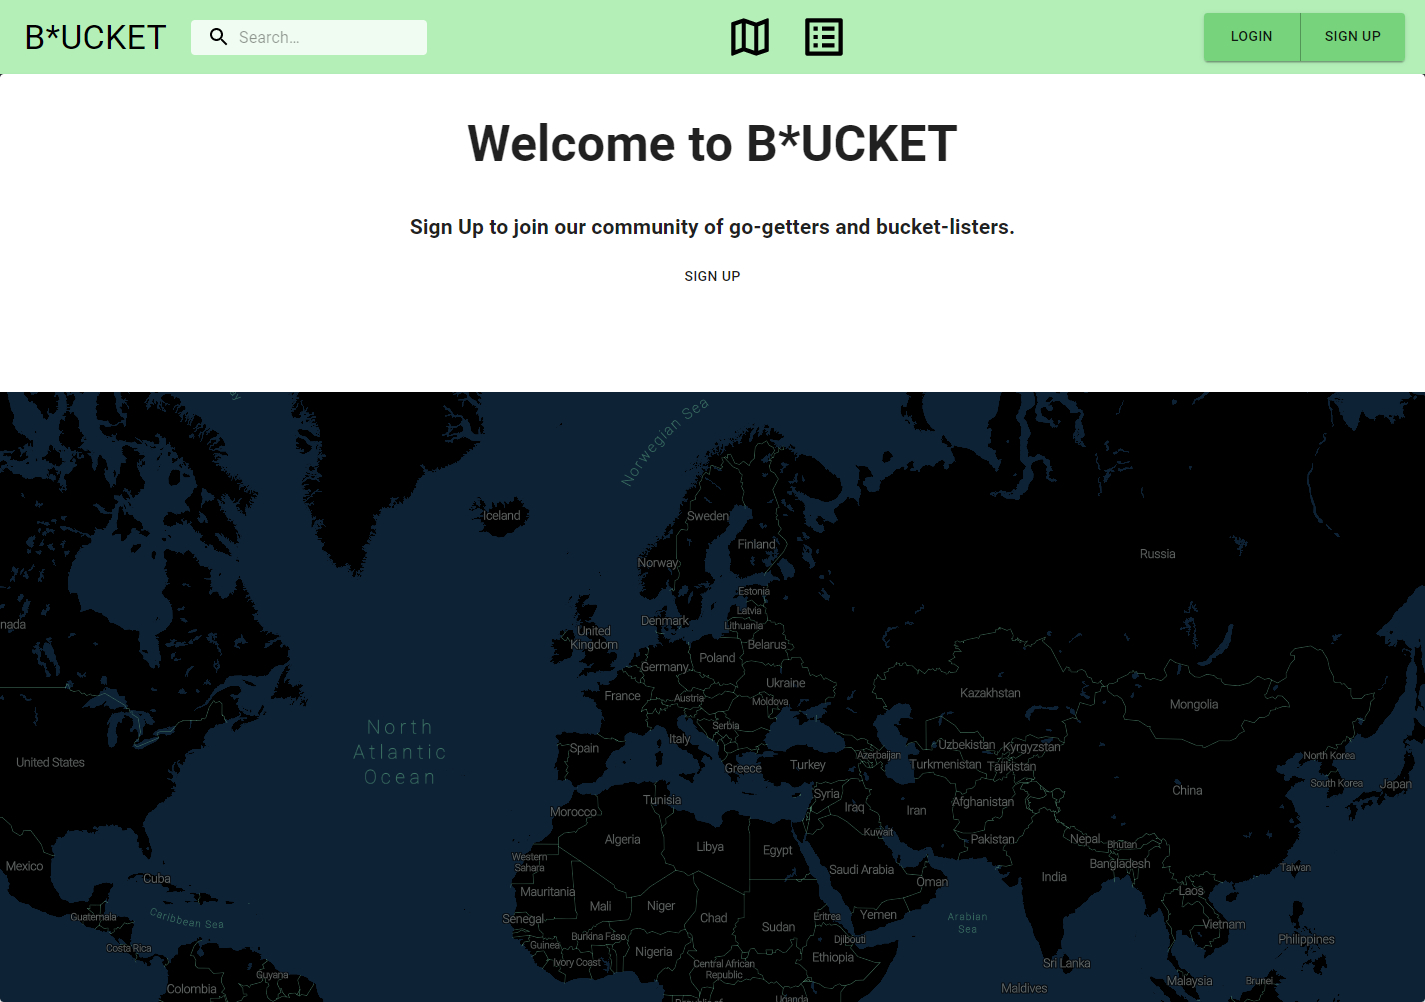 B*UCKET
Search...
LOGIN
SIGN UP
Welcome to B*UCKET
Sign Up to join our community of go-getters and bucket-listers.
SIGN UP
Norwegian Sea
Iceland
Sweden
Finland
Russia
Norway
Estonia
Latvia
Lithuania
Denmark
nada
United
Kingdom
Belarus
Poland
Germany
Ukraine
France
Austria
Moldova
Kazakhstan
Mongolia
North
Atlantic
Ocean
Serbia
Italy
Spain
Uzbekistan
Kyrgyzstan
Azerbaijan
North Korea
United States
Greece
Turkey
Turkmenistan
Tajikistan
South Korea
Japan
China
Syria
Tunisia
Afghanistan
Iraq
Iran
Morocco
Kuwait
Algeria
Libya
Egypt
Pakistan
Nepal
Bhutan
Western
Sahara
Bangladesh
Mexico
Saudi Arabia
Taiwan
Cuba
India
Oman
Mauritania
Laos
Mali
Niger
Guatemala
Caribbean Sea
Senegal
Chad
Eritrea
Yemen
Arabian
Sea
Sudan
Vietnam
Burkina Faso
Djibouti
Philippines
Costa Rica
Guinea
Nigeria
Ethiopia
Ivory Coast
Central African
Republic
Sri Lanka
Guyana
Malaysia
Brunei
Colombia
Maldives
Uganda
Republic of